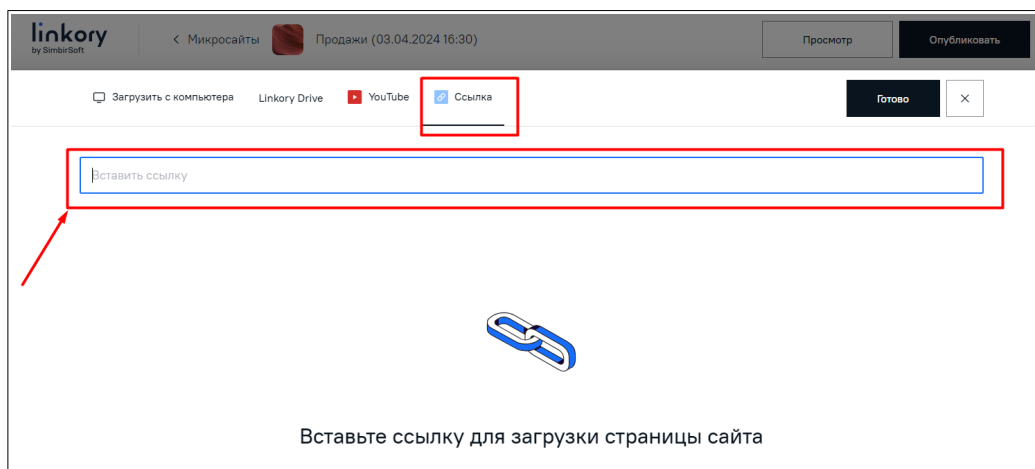 linkory
by SimbirSoft
Микросайты
Продажи (03.04.2024 16:30)
Просмотр
Опубликовать
Загрузить с компьютера
Linkory Drive
YouTube
Ссылка
Готово
Вставить ссылку
Вставьте ссылку для загрузки страницы сайта